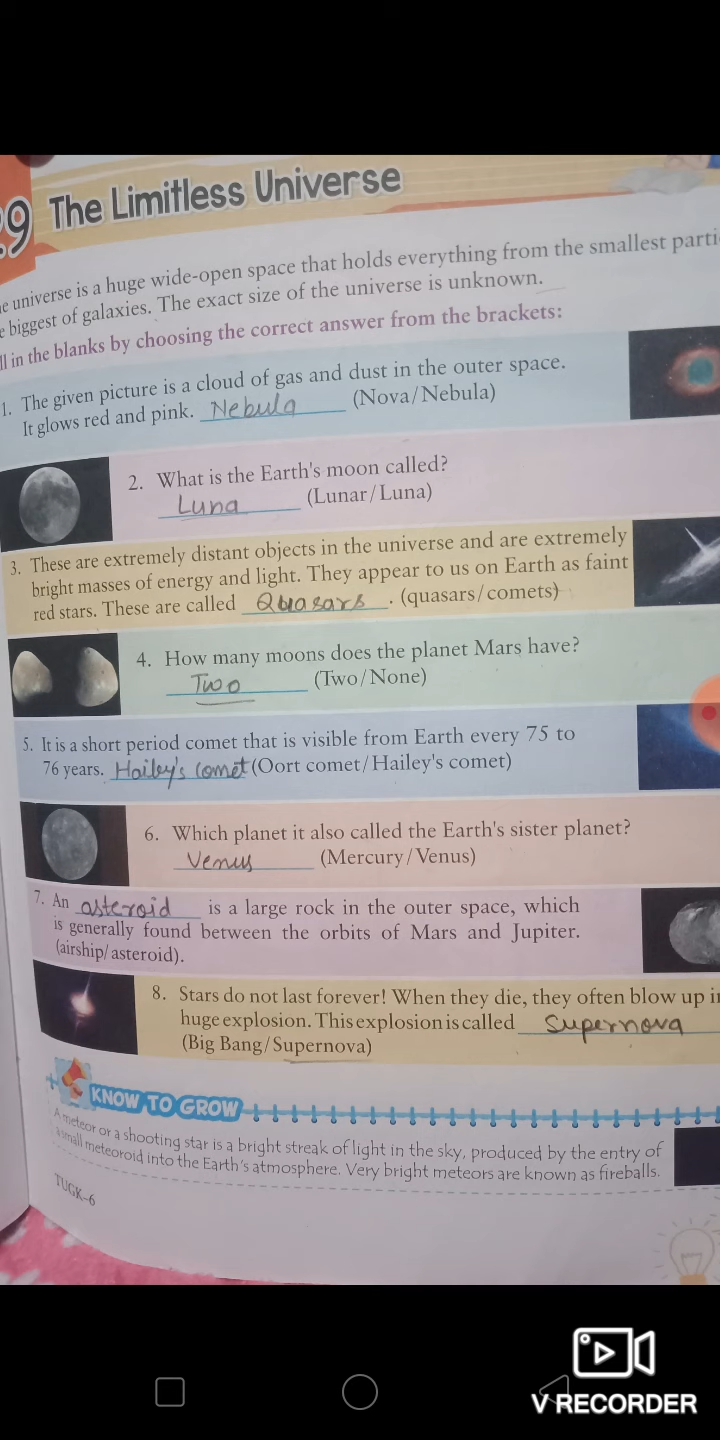 9 The Limitless Universe
e universe is a huge wide-open space that holds everything from the smallest parti
e biggest of galaxies. The exact size of the universe is unknown.
ll in the blanks by choosing the correct answer from the brackets:
1. The given picture is a cloud of gas and dust in the outer space.
It glows red and pink. Nebula (Nova/Nebula)
2. What is the Earth's moon called?
Luna (Lunar/Luna)
3. These are extremely distant objects in the universe and are extremely
bright masses of energy and light. They appear to us on Earth as faint
red stars. These are called Quasars. (quasars/comets)
4. How many moons does the planet Mars have?
Two (Two/None)
5. It is a short period comet that is visible from Earth every 75 to
76 years. Hailey's comet (Oort comet/Hailey's comet)
6. Which planet it also called the Earth's sister planet?
Venus (Mercury/Venus)
7. An asteroid is a large rock in the outer space, which
is generally found between the orbits of Mars and Jupiter.
(airship/asteroid).
8. Stars do not last forever! When they die, they often blow up in
huge explosion. This explosion is called Supernova
(Big Bang/Supernova)
KNOW TO GROW
A meteor or a shooting star is a bright streak of light in the sky, produced by the entry of
a small meteoroid into the Earth's atmosphere. Very bright meteors are known as fireballs.
TUGK-6
V RECORDER